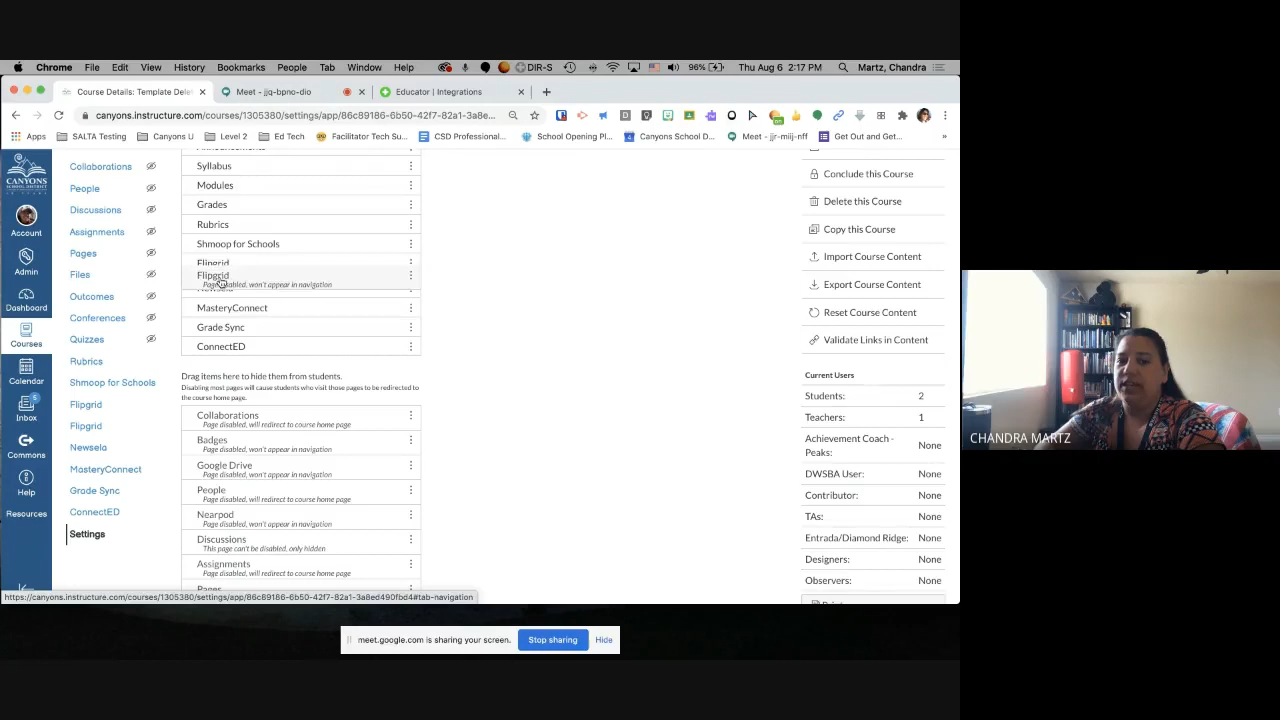 Chrome File Edit View History Bookmarks People Tab Window Help DIR-S 96% Thu Aug 6 2:17 PM Martz, Chandra
Course Details: Template Dele
Meet - jjq-bpno-dio
Educator | Integrations
canyons.instructure.com/courses/1305380/settings/app/86c89186-6b50-42f7-82a1-3a8e...
Apps SALTA Testing Canyons U Level 2 Ed Tech Facilitator Tech Su... CSD Professional... School Opening Pl... Canyons School D... Meet - jjr-miij-nff Get Out and Get...
CANYONS
SCHOOL DISTRICT
Account
Admin
Dashboard
Courses
Calendar
5
Inbox
Commons
Help
Resources
Collaborations
People
Discussions
Assignments
Pages
Files
Outcomes
Conferences
Quizzes
Rubrics
Shmoop for Schools
Flipgrid
Flipgrid
Newsela
MasteryConnect
Grade Sync
ConnectED
Settings
Announcements
Syllabus
Modules
Grades
Rubrics
Shmoop for Schools
Flipgrid
Flipgrid
Page disabled, won't appear in navigation
Newsela
MasteryConnect
Grade Sync
ConnectED
Drag items here to hide them from students.
Disabling most pages will cause students who visit those pages to be redirected to
the course home page.
Collaborations
Page disabled, will redirect to course home page
Badges
Page disabled, won't appear in navigation
Google Drive
Page disabled, won't appear in navigation
People
Page disabled, will redirect to course home page
Nearpod
Page disabled, won't appear in navigation
Discussions
This page can't be disabled, only hidden
Assignments
Page disabled, will redirect to course home page
Pages
Conclude this Course
Delete this Course
Copy this Course
Import Course Content
Export Course Content
Reset Course Content
Validate Links in Content
Current Users
Students: 2
Teachers: 1
Achievement Coach - None
Peaks:
DWSBA User: None
Contributor: None
TAs: None
Entrada/Diamond Ridge: None
Designers: None
Observers: None
https://canyons.instructure.com/courses/1305380/settings/app/86c89186-6b50-42f7-82a1-3a8ed490fbd4#tab-navigation
meet.google.com is sharing your screen. Stop sharing Hide
CHANDRA MARTZ